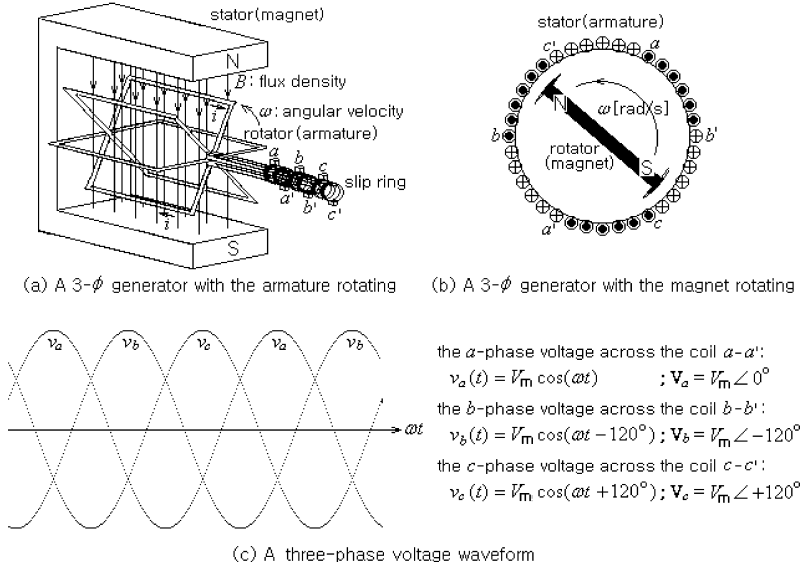 stator(magnet)
N
B: flux density
ω: angular velocity
rotator(armature)
i
a
b
c
slip ring
a'
b'
c'
i
S
(a) A 3-ϕ generator with the armature rotating
stator(armature)
c'
a
N
ω[rad/s]
b
b'
rotator
(magnet)
S
a'
c
(b) A 3-ϕ generator with the magnet rotating
v_a v_b v_c v_a v_b
ωt
the a-phase voltage across the coil a-a':
v_a(t) = V_m cos(ωt) ; V_a = V_m∠0°
the b-phase voltage across the coil b-b':
v_b(t) = V_m cos(ωt−120°) ; V_b = V_m∠−120°
the c-phase voltage across the coil c-c':
v_c(t) = V_m cos(ωt+120°) ; V_c = V_m∠+120°
(c) A three-phase voltage waveform